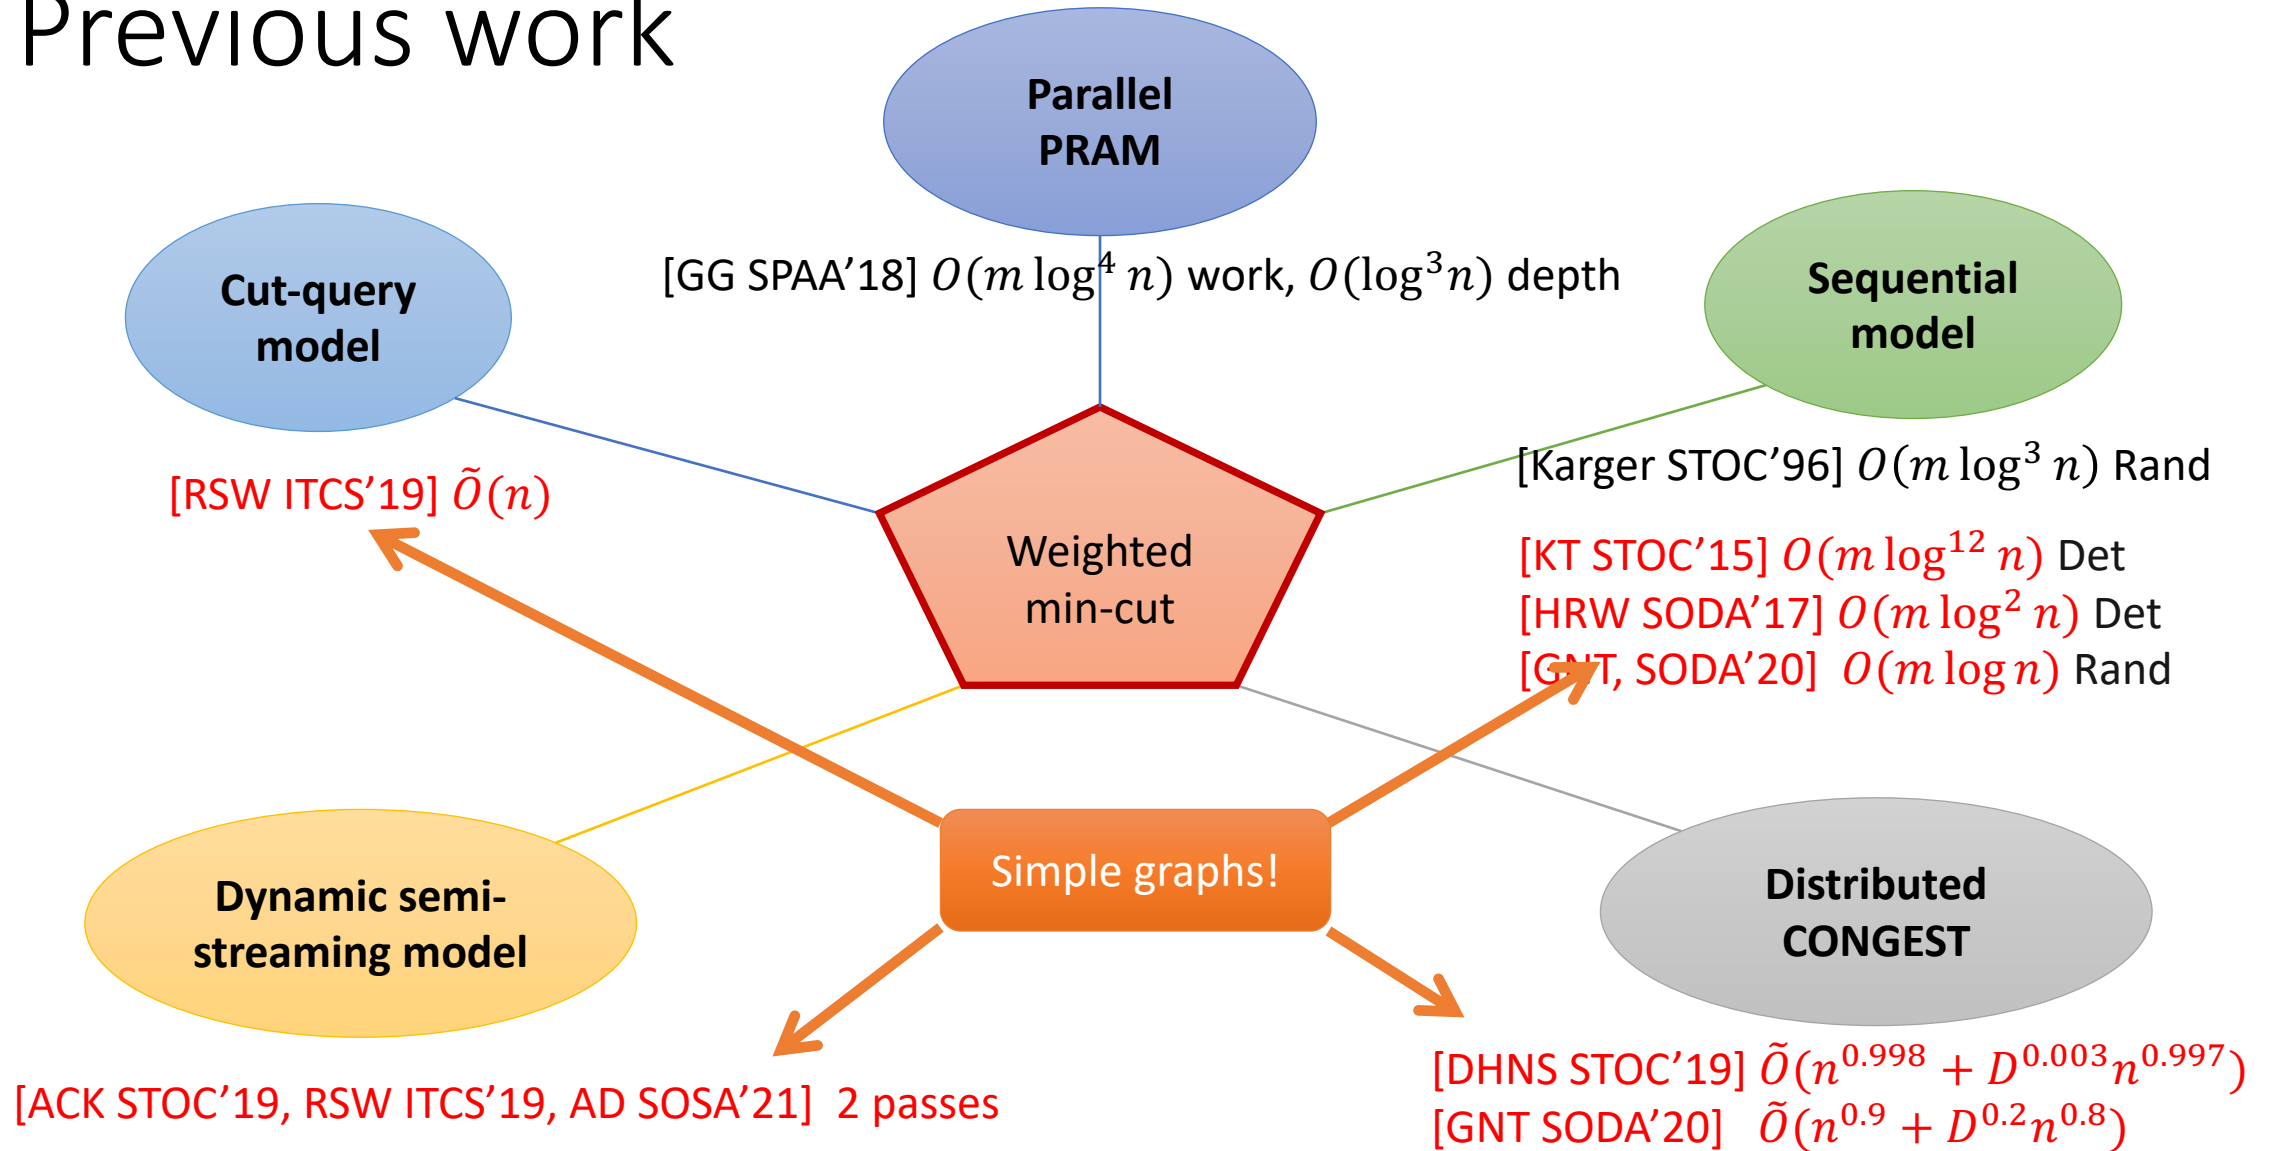 Previous work
Parallel
PRAM
Cut-query
model
[GG SPAA'18] O(m log⁴ n) work, O(log³n) depth
Sequential
model
[RSW ITCS'19] Õ(n)
[Karger STOC'96] O(m log³ n) Rand
Weighted
min-cut
[KT STOC'15] O(m log¹² n) Det
[HRW SODA'17] O(m log² n) Det
[GNT, SODA'20] O(m log n) Rand
Simple graphs!
Dynamic semi-
streaming model
Distributed
CONGEST
[ACK STOC'19, RSW ITCS'19, AD SOSA'21] 2 passes
[DHNS STOC'19] Õ(n^0.998 + D^0.003 n^0.997)
[GNT SODA'20] Õ(n^0.9 + D^0.2 n^0.8)